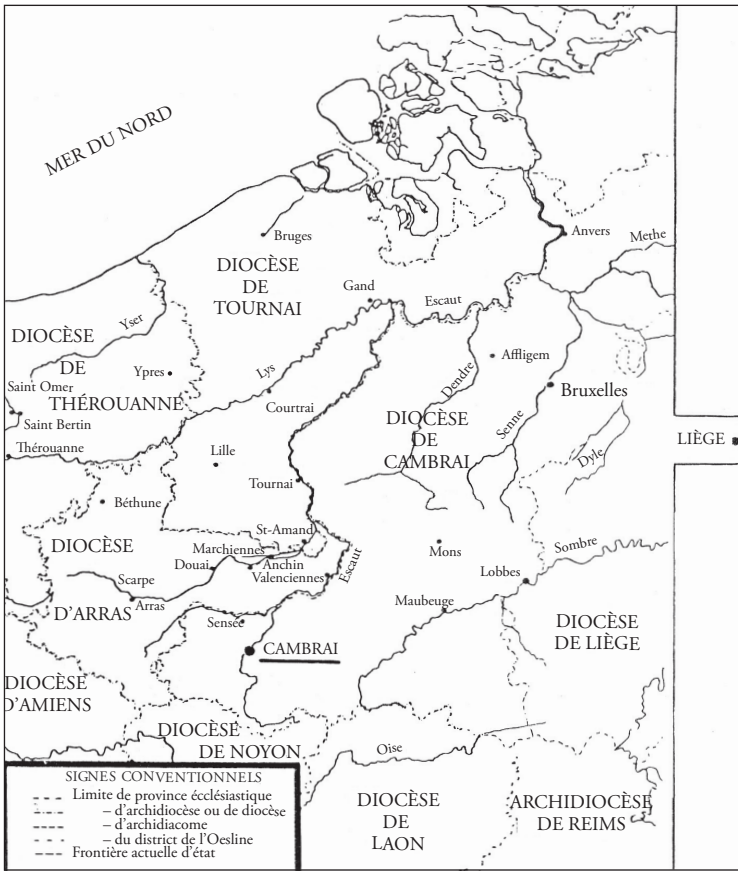 MER DU NORD
Bruges
Anvers
Methe
DIOCÈSE
DE
TOURNAI
Gand
Escaut
Yser
DIOCÈSE
DE
THÉROUANNE
Ypres
Saint Omer
Saint Bertin
Thérouanne
Lys
Courtrai
Dendre
Affligem
Bruxelles
DIOCÈSE
DE
CAMBRAI
Senne
Dyle
LIÈGE
Lille
Tournai
Béthune
St-Amand
Marchiennes
Douai
Anchin
Valenciennes
Escaut
Mons
Sombre
Lobbes
Maubeuge
DIOCÈSE
D'ARRAS
Scarpe
Arras
Sensée
CAMBRAI
DIOCÈSE
DE LIÈGE
DIOCÈSE
D'AMIENS
DIOCÈSE
DE NOYON
Oise
DIOCÈSE
DE
LAON
ARCHIDIOCÈSE
DE REIMS
SIGNES CONVENTIONNELS
Limite de province écclésiastique
– d'archidiocèse ou de diocèse
– d'archidiacome
– du district de l'Oesline
Frontière actuelle d'état